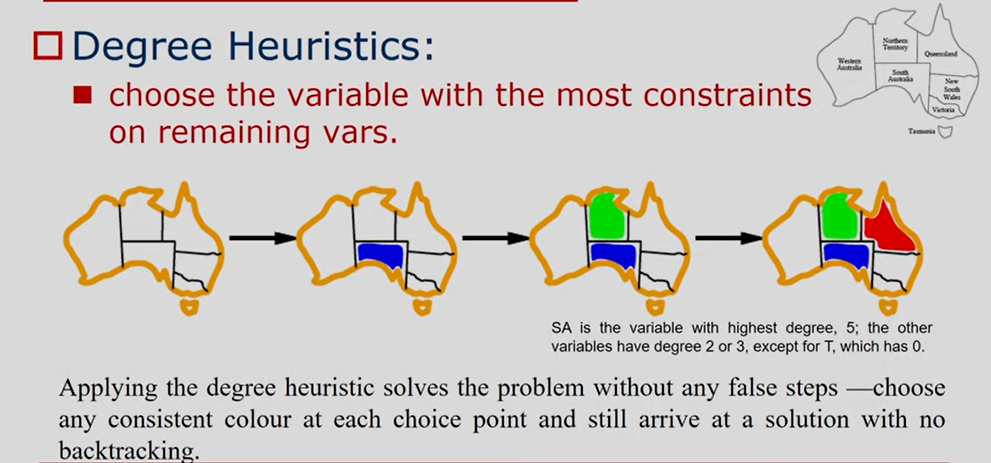 Degree Heuristics:
choose the variable with the most constraints
on remaining vars.
Northern
Territory
Western
Australia
Queensland
South
Australia
New
South
Wales
Victoria
Tasmania
SA is the variable with highest degree, 5; the other
variables have degree 2 or 3, except for T, which has 0.
Applying the degree heuristic solves the problem without any false steps —choose
any consistent colour at each choice point and still arrive at a solution with no
backtracking.